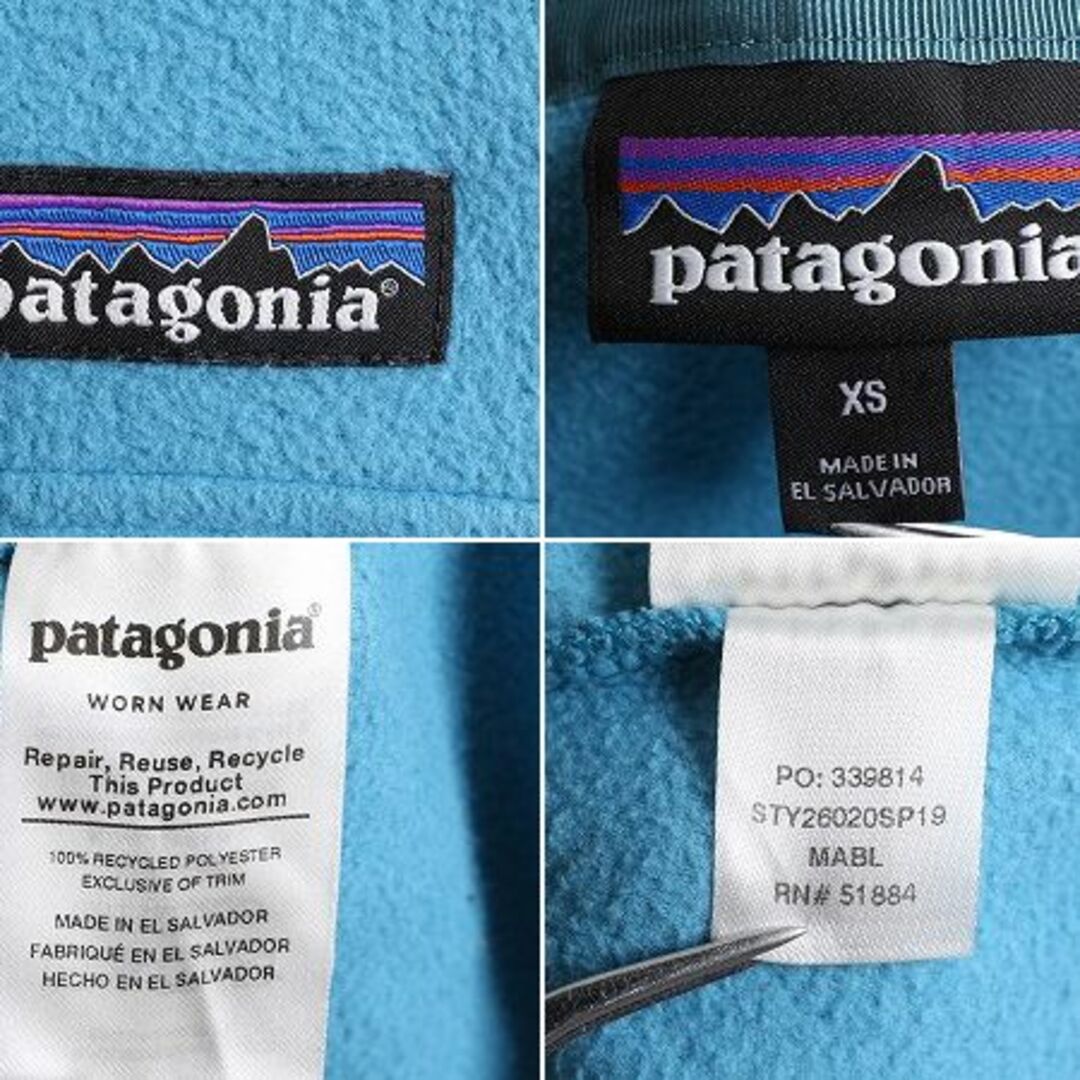 patagonia®
patagonia
XS
MADE IN
EL SALVADOR
patagonia®
WORN WEAR
Repair, Reuse, Recycle
This Product
www.patagonia.com
100% RECYCLED POLYESTER
EXCLUSIVE OF TRIM
MADE IN EL SALVADOR
FABRIQUÉ EN EL SALVADOR
HECHO EN EL SALVADOR
PO: 339814
STY26020SP19
MABL
RN# 51884